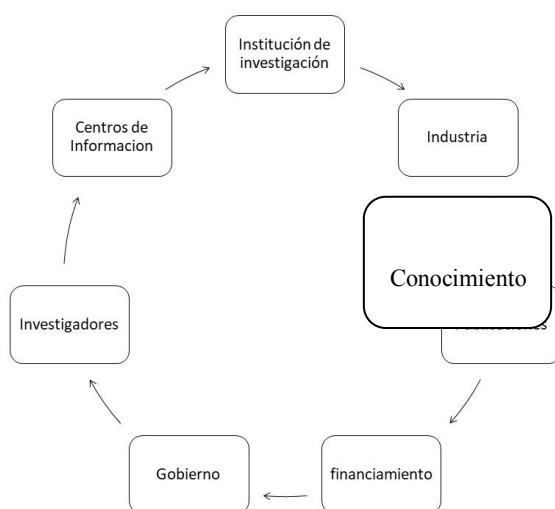 Institución de
investigación
Industria
Conocimiento
financiamiento
Gobierno
Investigadores
Centros de
Informacion